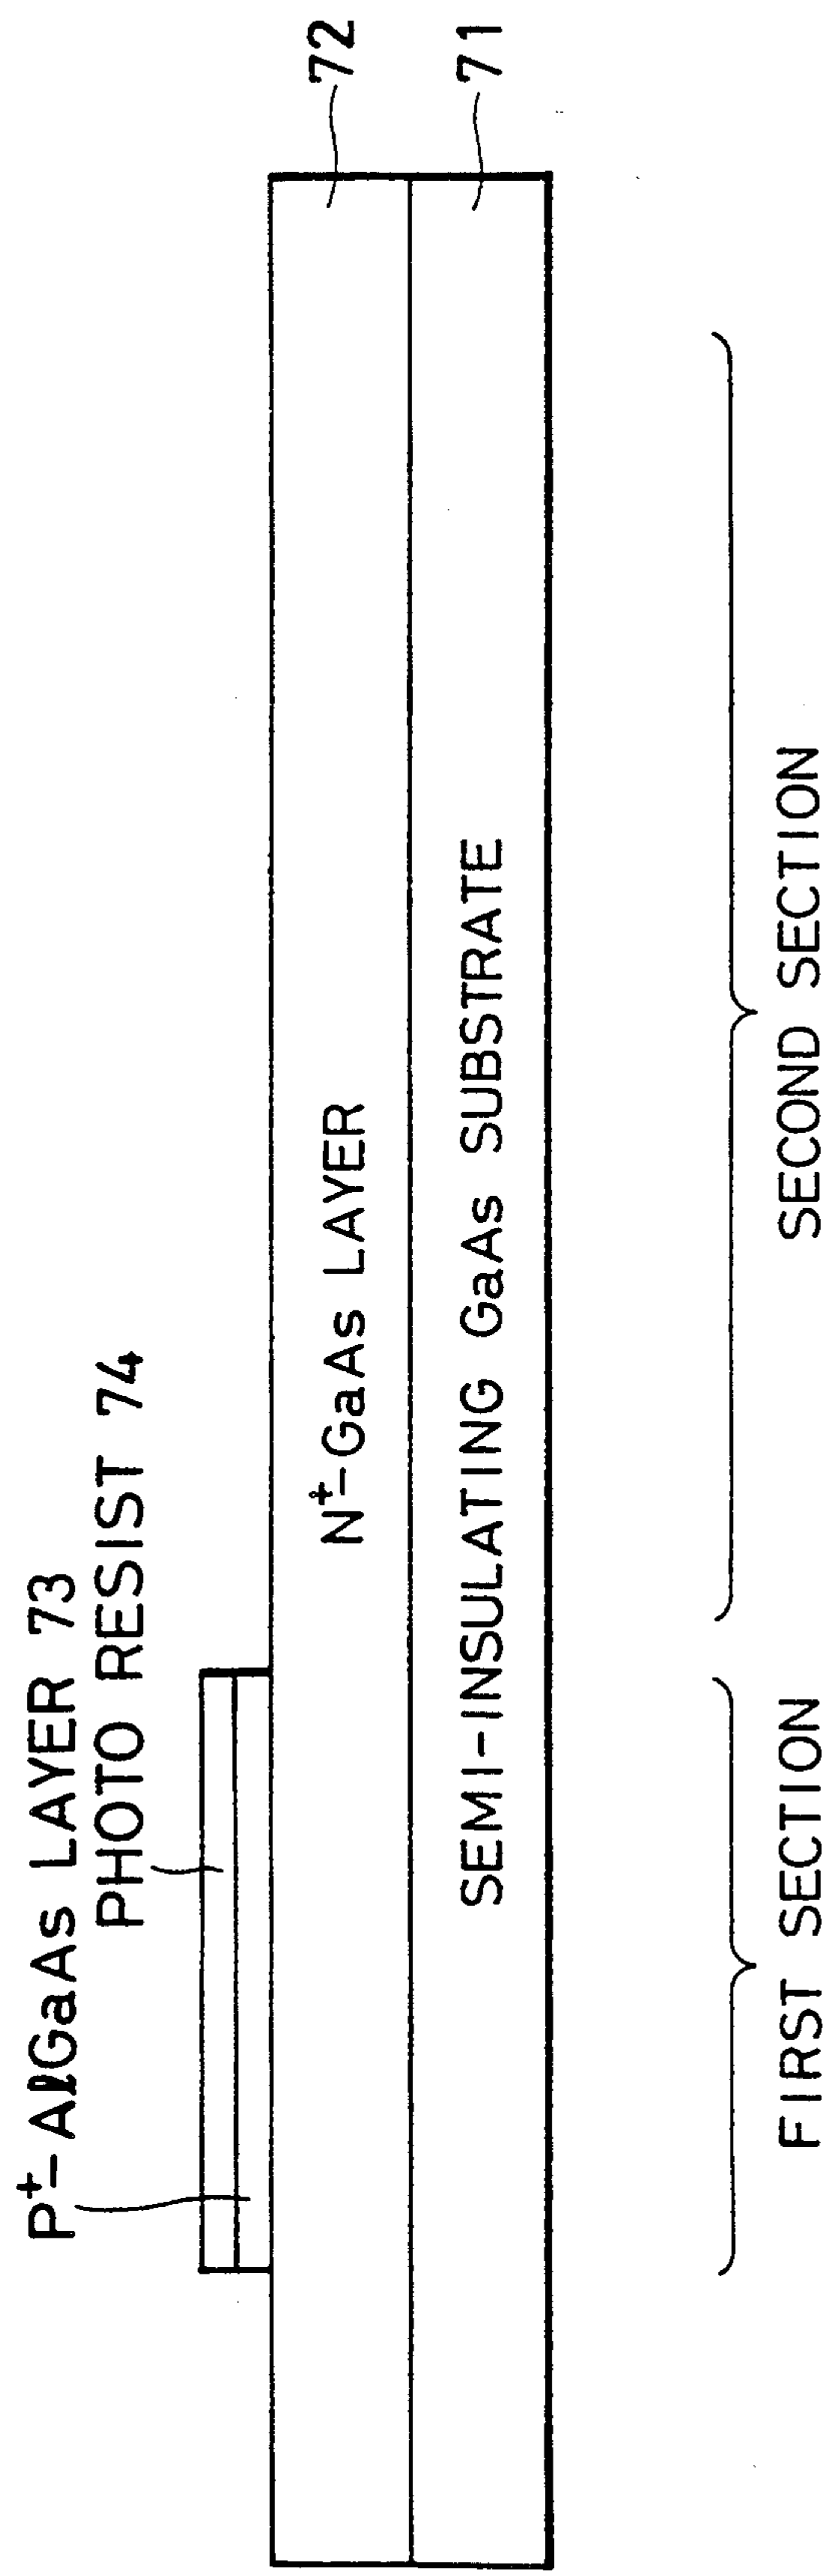 P⁺–AlGaAs LAYER 73
PHOTO RESIST 74
N⁺–GaAs LAYER
72
SEMI-INSULATING GaAs SUBSTRATE
71
FIRST SECTION
SECOND SECTION